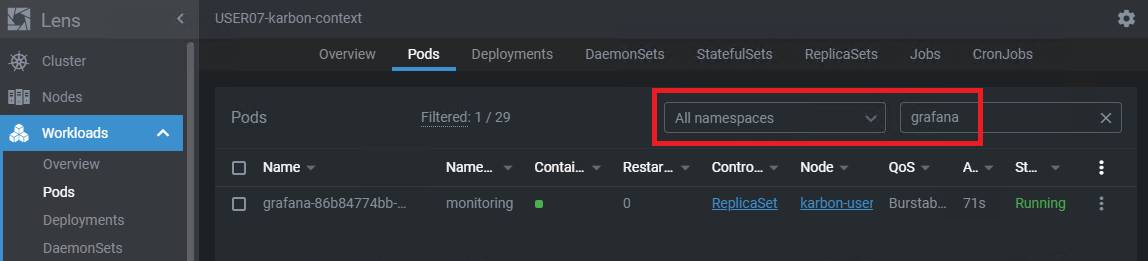 Lens
USER07-karbon-context
Cluster
Nodes
Workloads
Overview
Pods
Deployments
DaemonSets
Overview Pods Deployments DaemonSets StatefulSets ReplicaSets Jobs CronJobs
Pods Filtered: 1 / 29 All namespaces grafana
Name Name... Contai... Restar... Contro... Node QoS A.. St...
grafana-86b84774bb-... monitoring 0 ReplicaSet karbon-user Burstab... 71s Running